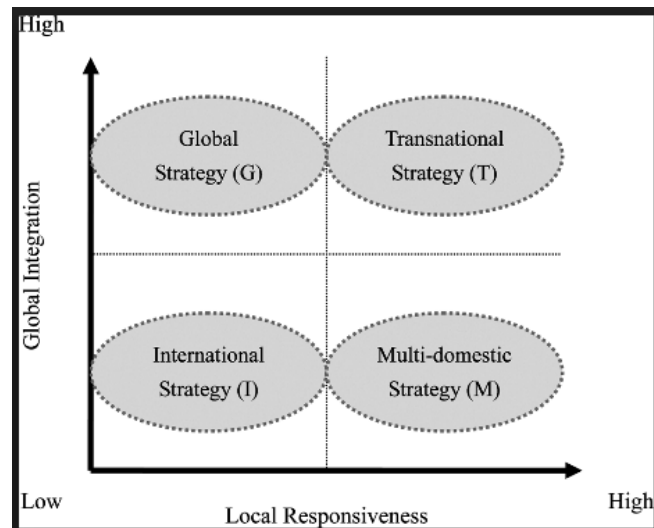 High
Global
Strategy (G)
Transnational
Strategy (T)
Global Integration
International
Strategy (I)
Multi-domestic
Strategy (M)
Low
Local Responsiveness
High